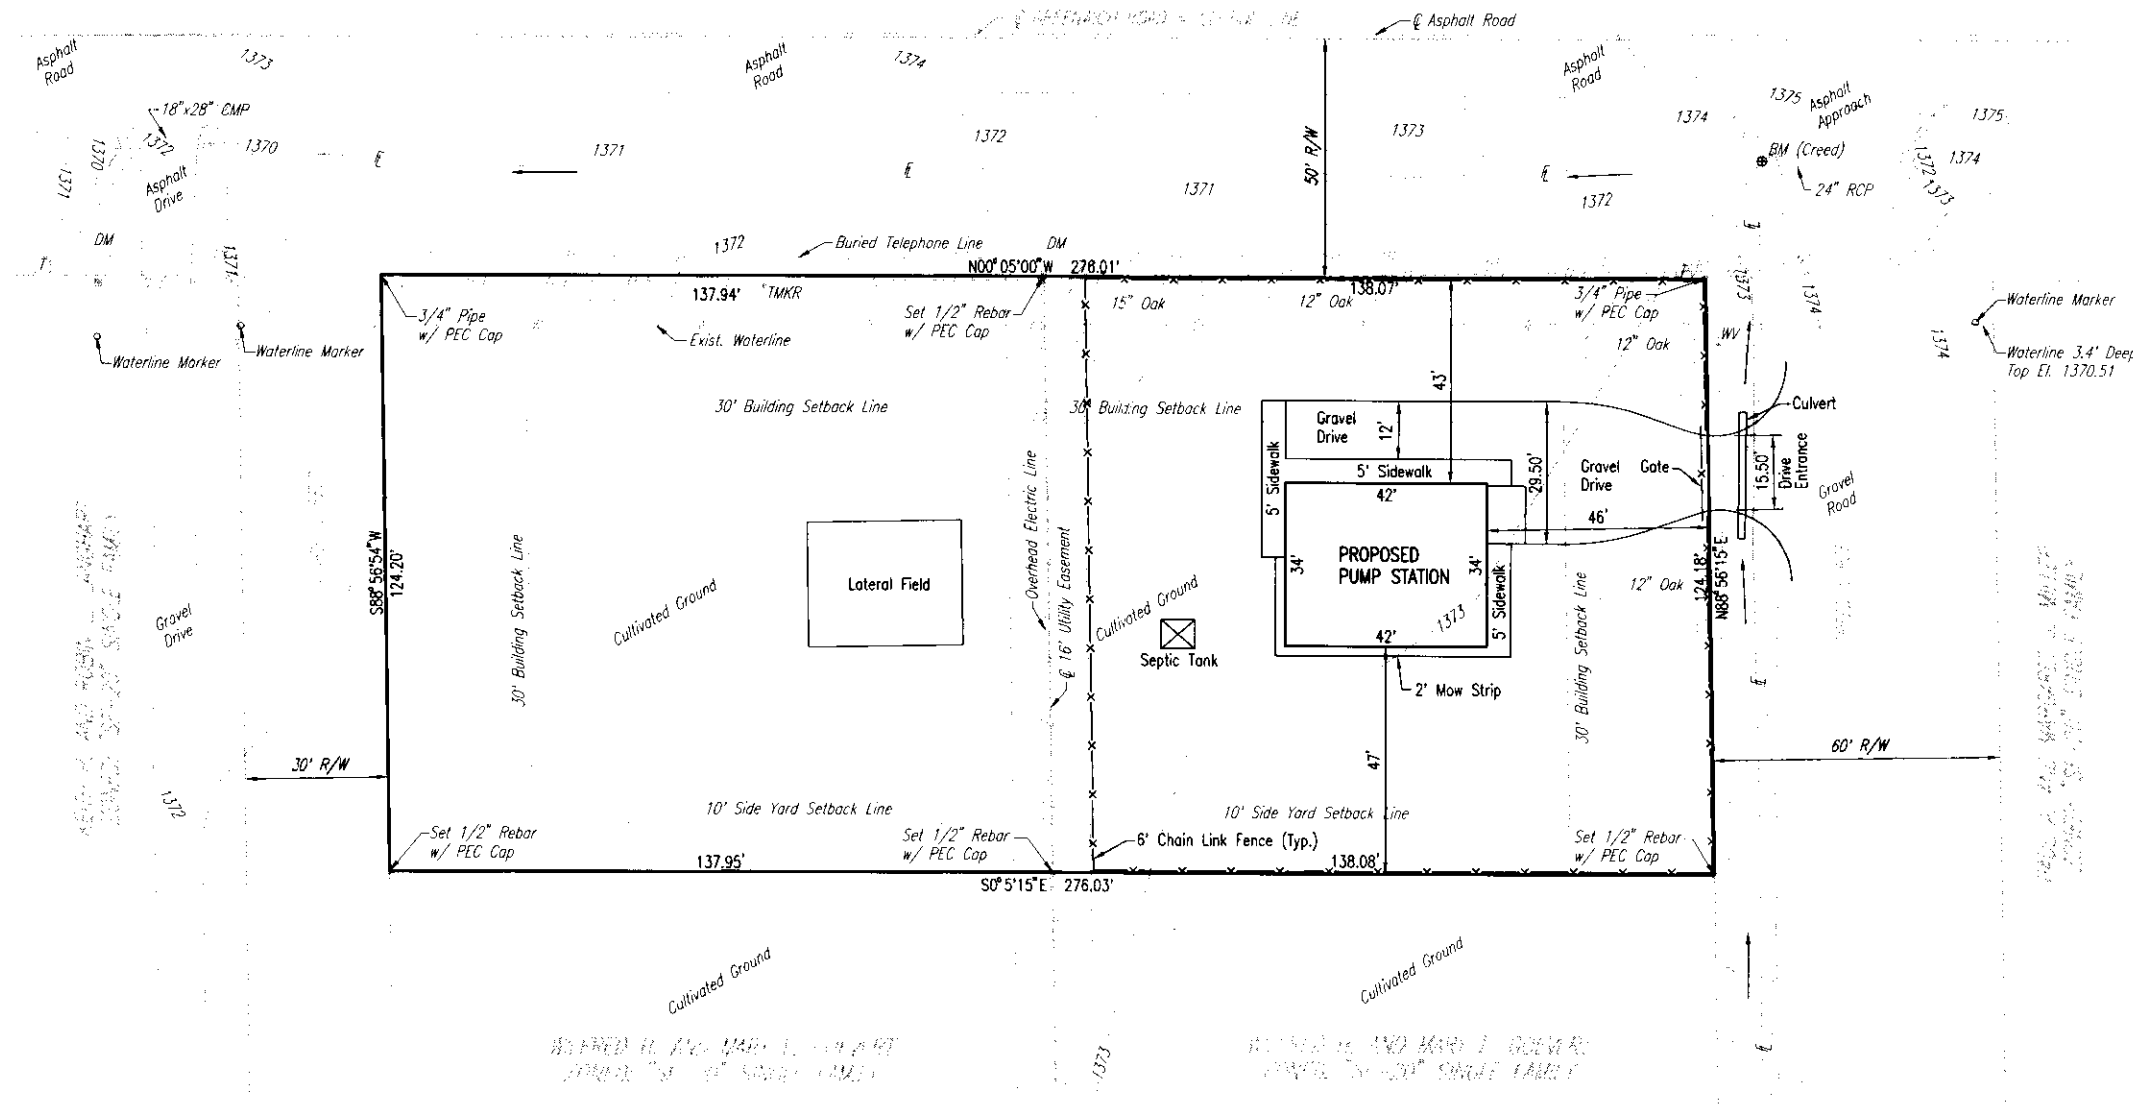 ℄ Asphalt Road
Asphalt
Road
1373
Asphalt
Road
1374
Asphalt
Road
1375
Asphalt
Approach
1374
1375
18"x28" CMP
1372
1370
1370
1371
Asphalt
Drive
1371
1372
1373
50' R/W
BM (Creed)
1374
1372
1373
24" RCP
1371
1372
DM
1371
1372
Buried Telephone Line
DM
N00°05'00"W 276.01'
137.94'
TMKR
138.07'
3/4" Pipe
w/ PEC Cap
Set 1/2" Rebar
w/ PEC Cap
15" Oak
12" Oak
3/4" Pipe
w/ PEC Cap
1373
1374
Waterline Marker
Waterline Marker
Waterline Marker
Exist. Waterline
12" Oak
WV
1374
Waterline 3.4' Deep
Top El. 1370.51
43'
30' Building Setback Line
30' Building Setback Line
Gravel
Drive
12'
Culvert
5' Sidewalk
5' Sidewalk
29.50'
Gravel
Drive
Gate
15.50'
Drive
Entrance
Gravel
Road
42'
46'
S88°56'54"W
124.20'
30' Building Setback Line
Lateral Field
Overhead Electric Line
℄ 16' Utility Easement
Cultivated Ground
Cultivated Ground
Septic Tank
34'
PROPOSED
PUMP STATION
34'
5' Sidewalk
42'
1373
30' Building Setback Line
12" Oak
124.18'
N88°56'15"E
Gravel
Drive
2' Mow Strip
47'
30' R/W
60' R/W
1372
10' Side Yard Setback Line
10' Side Yard Setback Line
Set 1/2" Rebar
w/ PEC Cap
Set 1/2" Rebar
w/ PEC Cap
6' Chain Link Fence (Typ.)
Set 1/2" Rebar
w/ PEC Cap
137.95'
138.08'
S0°5'15"E 276.03'
Cultivated Ground
Cultivated Ground
1373